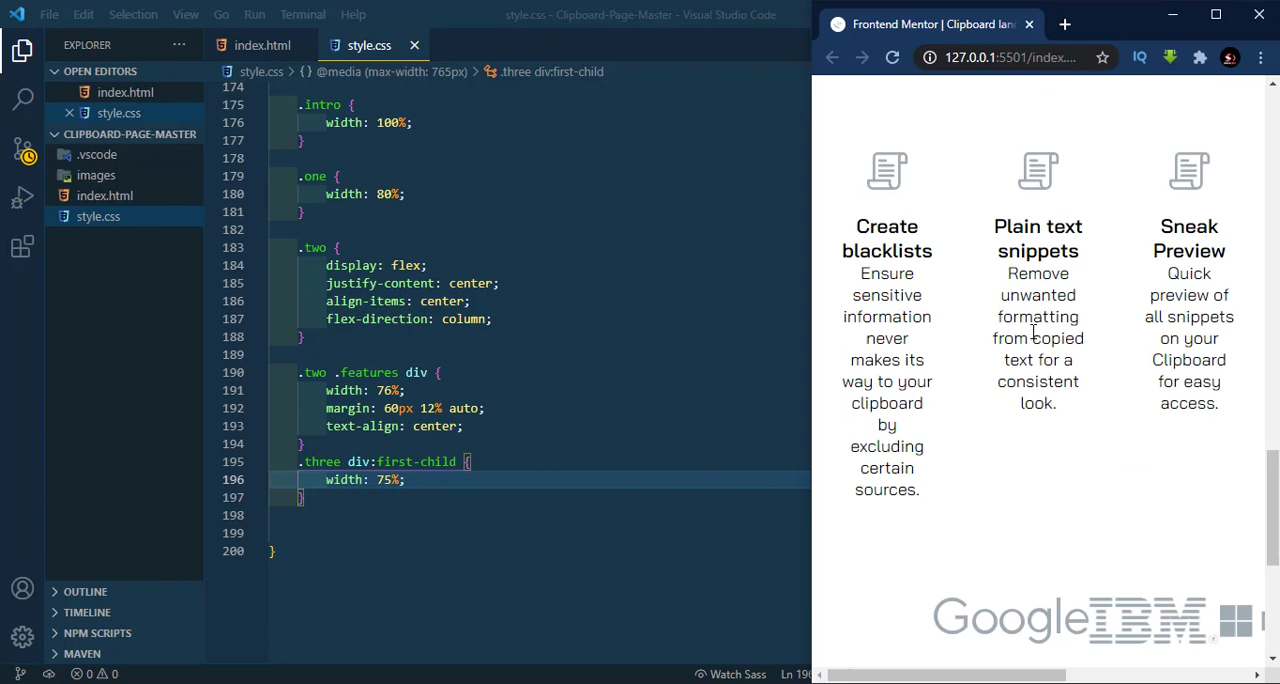 File Edit Selection View Go Run Terminal Help
style.css - Clipboard-Page-Master - Visual Studio Code
EXPLORER
OPEN EDITORS
index.html
style.css
CLIPBOARD-PAGE-MASTER
.vscode
images
index.html
style.css
OUTLINE
TIMELINE
NPM SCRIPTS
MAVEN
0 0
index.html
style.css
style.css > { } @media (max-width: 765px) > .three div:first-child
174
175 .intro {
176 width: 100%;
177 }
178
179 .one {
180 width: 80%;
181 }
182
183 .two {
184 display: flex;
185 justify-content: center;
186 align-items: center;
187 flex-direction: column;
188 }
189
190 .two .features div {
191 width: 76%;
192 margin: 60px 12% auto;
193 text-align: center;
194 }
195 .three div:first-child {
196 width: 75%;
197 }
198
199
200 }
Watch Sass
Ln 196
Frontend Mentor | Clipboard lan
127.0.0.1:5501/index....
IQ
Create
blacklists
Ensure
sensitive
information
never
makes its
way to your
clipboard
by
excluding
certain
sources.
Plain text
snippets
Remove
unwanted
formatting
from copied
text for a
consistent
look.
Sneak
Preview
Quick
preview of
all snippets
on your
Clipboard
for easy
access.
Google
IBM